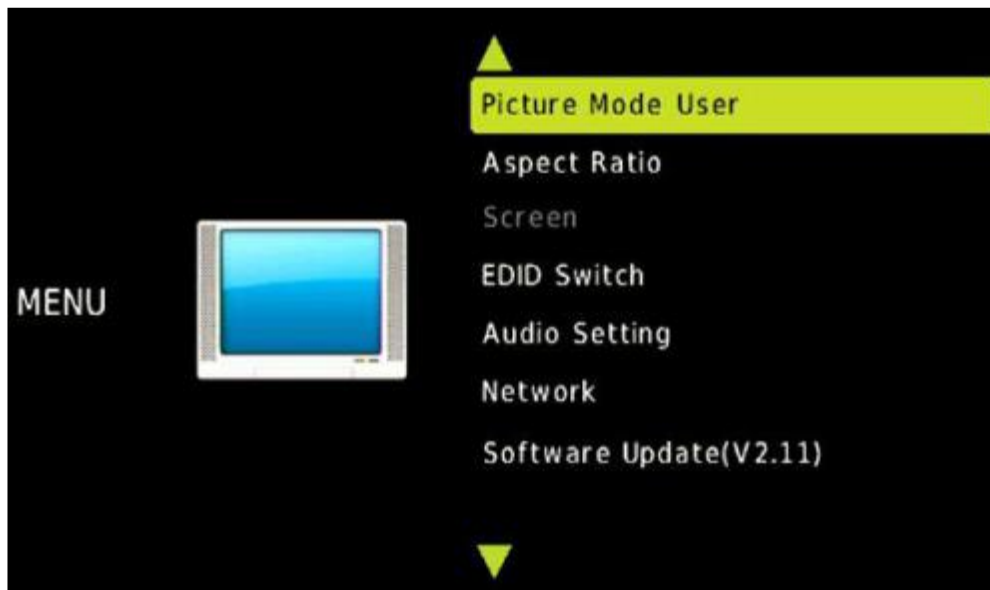 Picture Mode User
Aspect Ratio
Screen
EDID Switch
MENU
Audio Setting
Network
Software Update(V2.11)